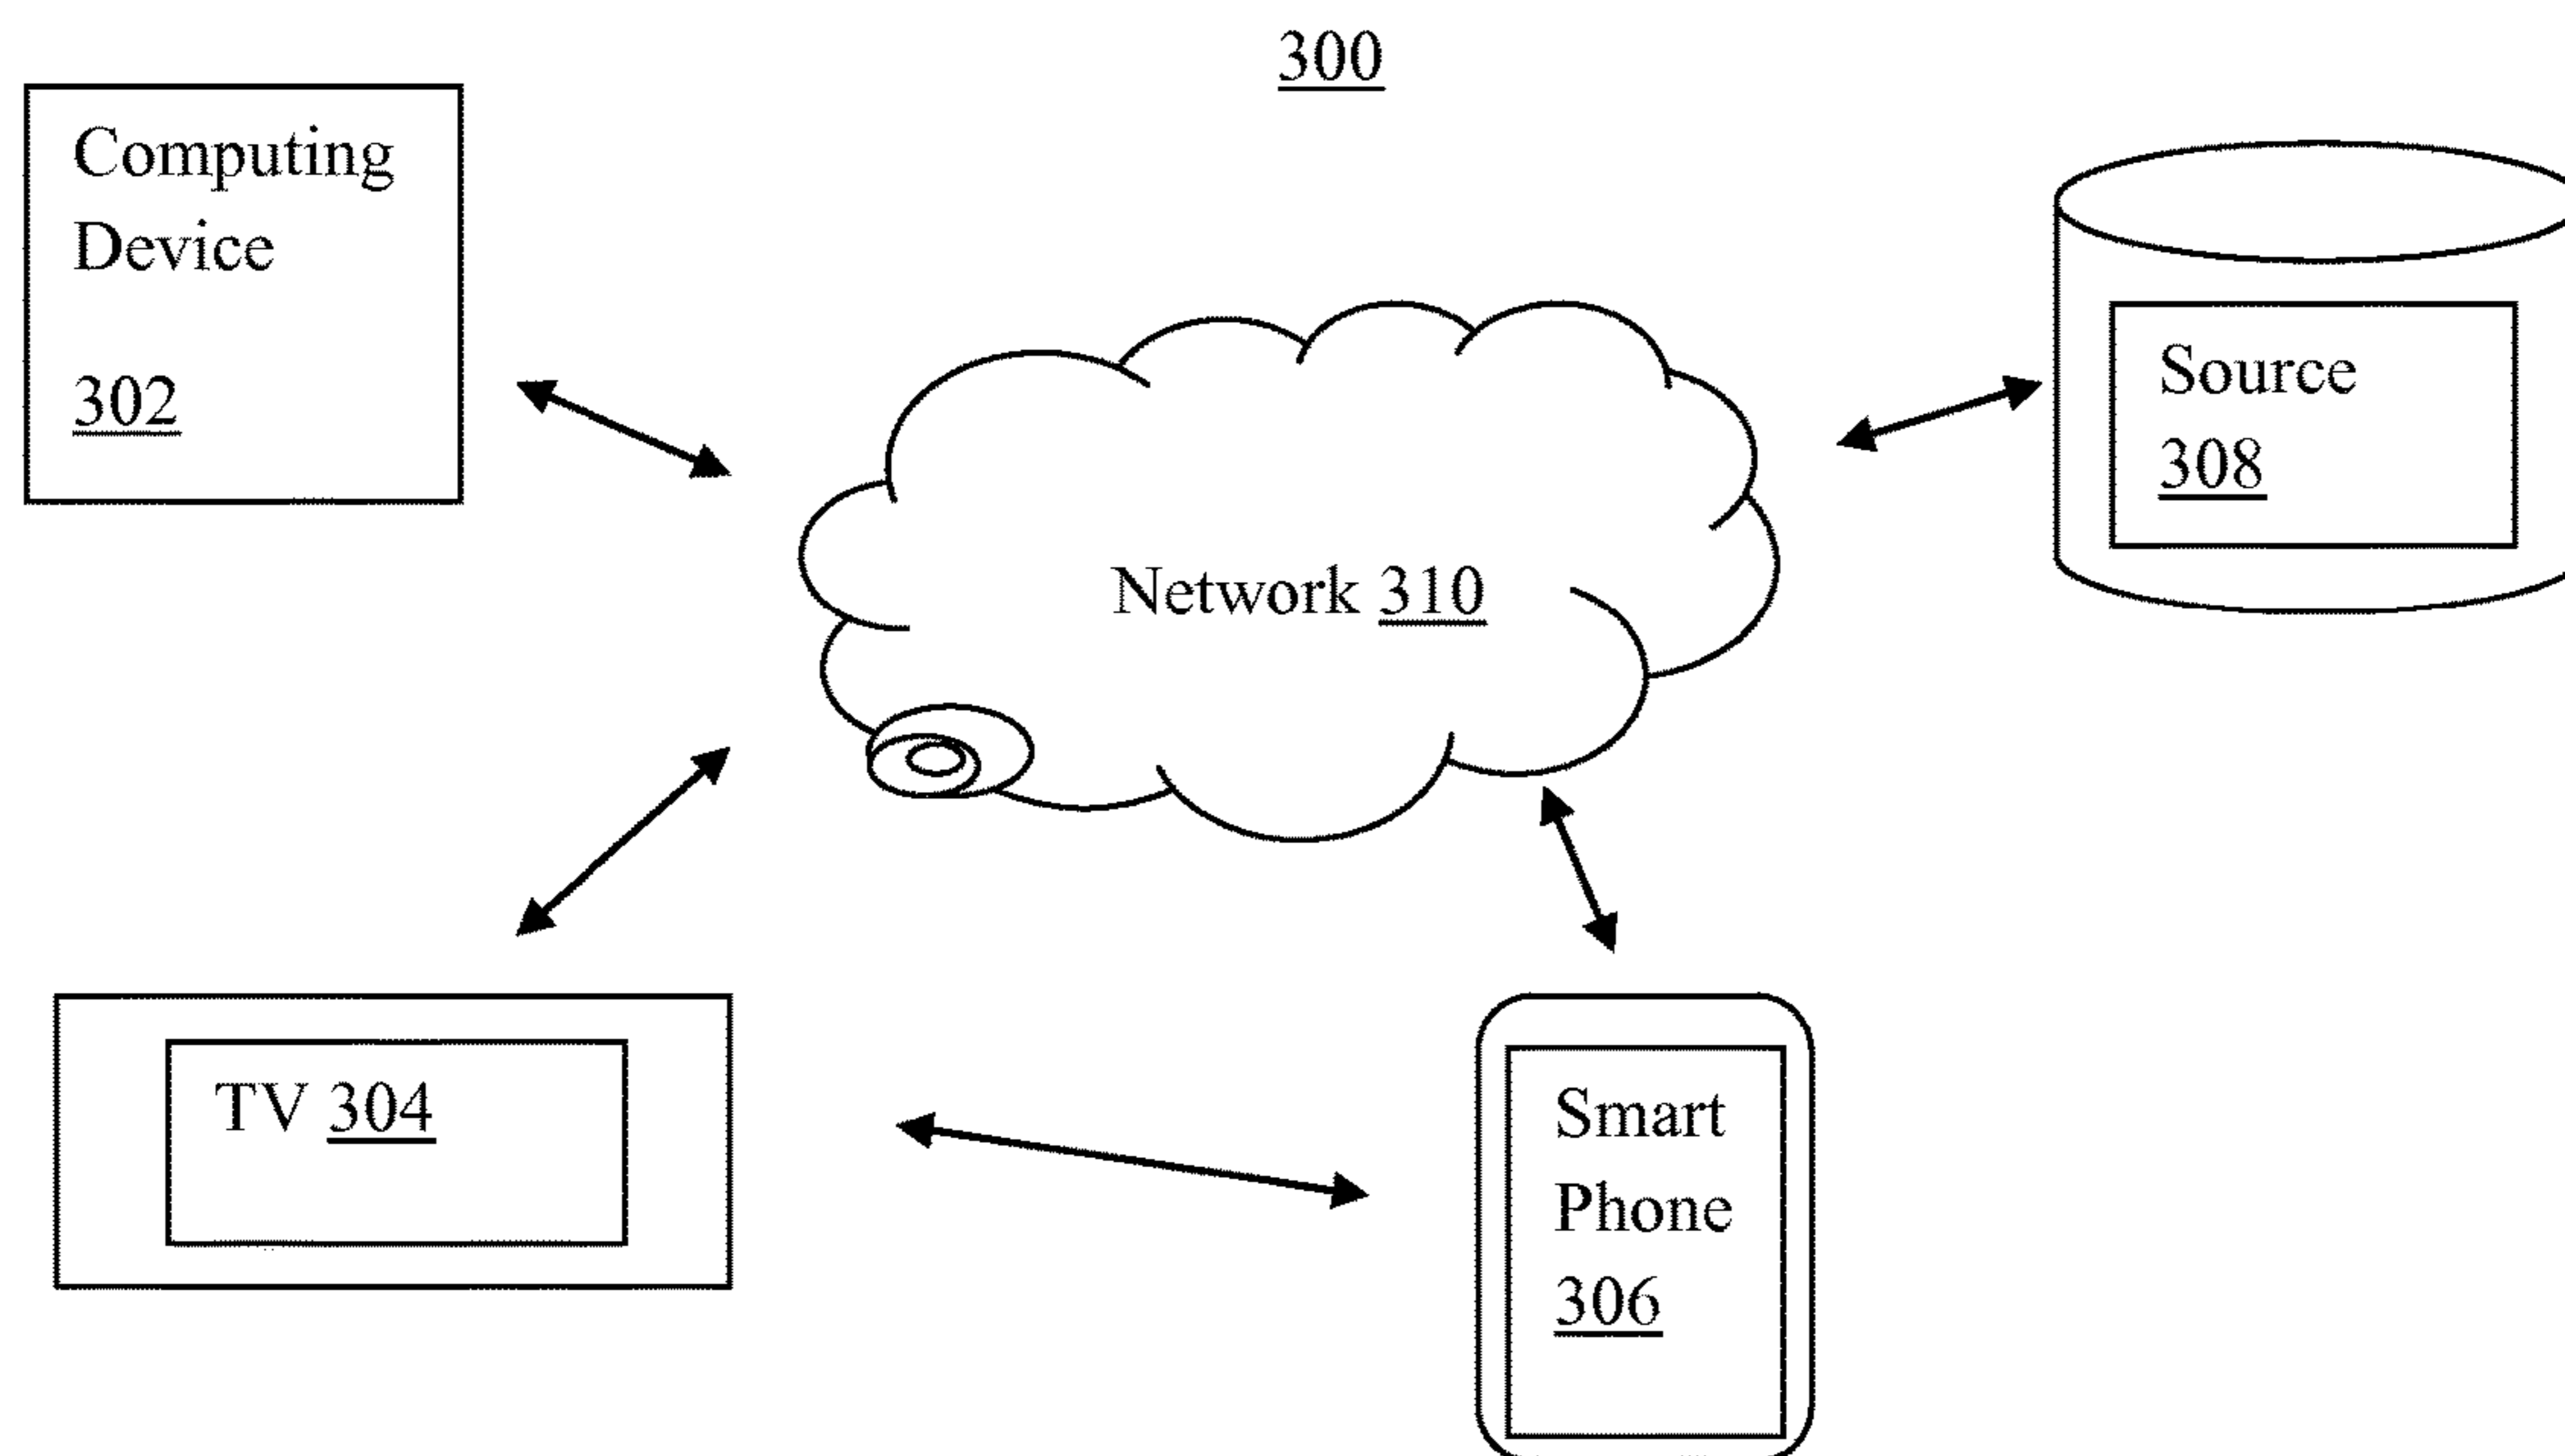 300
Computing
Device
302
Source
308
Network 310
TV 304
Smart
Phone
306